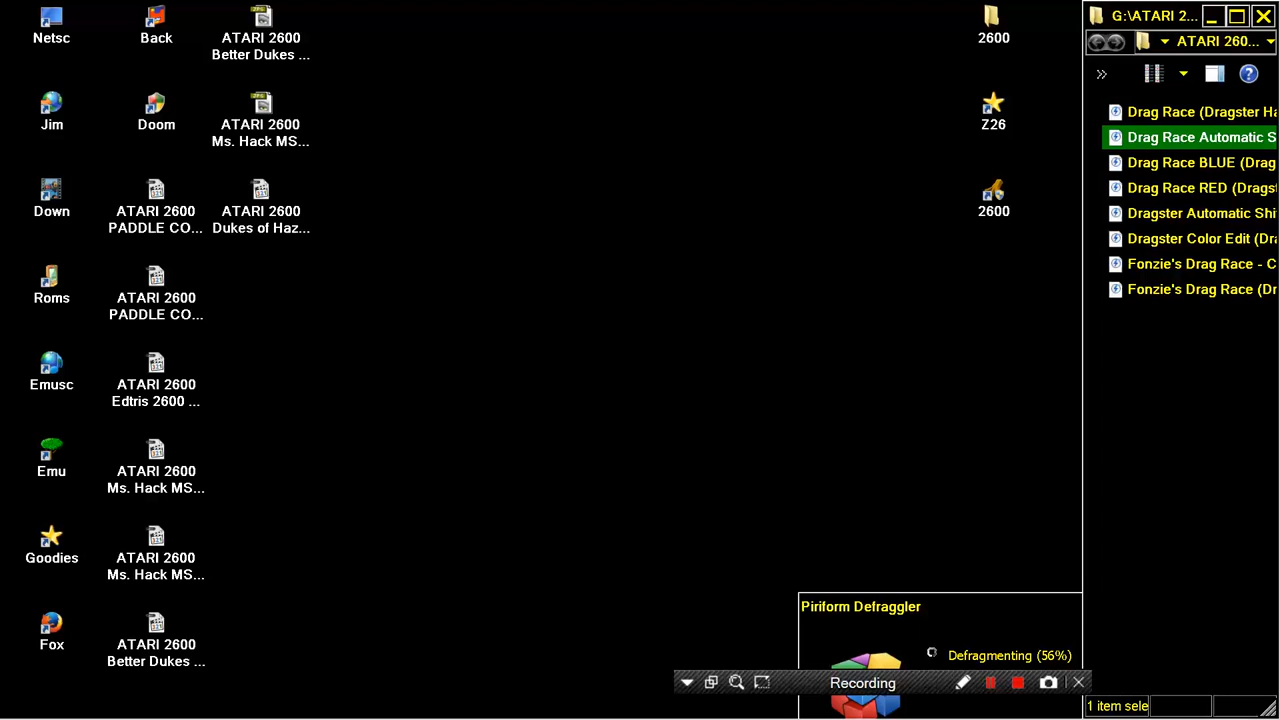 Netsc
Jim
Down
Roms
Emusc
Emu
Goodies
Fox
Back
Doom
ATARI 2600
PADDLE CO...
ATARI 2600
PADDLE CO...
ATARI 2600
Edtris 2600 ...
ATARI 2600
Ms. Hack MS...
ATARI 2600
Ms. Hack MS...
ATARI 2600
Better Dukes ...
ATARI 2600
Better Dukes ...
ATARI 2600
Ms. Hack MS...
ATARI 2600
Dukes of Haz...
2600
Z26
2600
G:\ATARI 2...
ATARI 260...
Drag Race (Dragster Ha
Drag Race Automatic S
Drag Race BLUE (Drag
Drag Race RED (Drags
Dragster Automatic Shi
Dragster Color Edit (Dra
Fonzie's Drag Race - C
Fonzie's Drag Race (Dr
Piriform Defraggler
Defragmenting (56%)
Recording
1 item sele